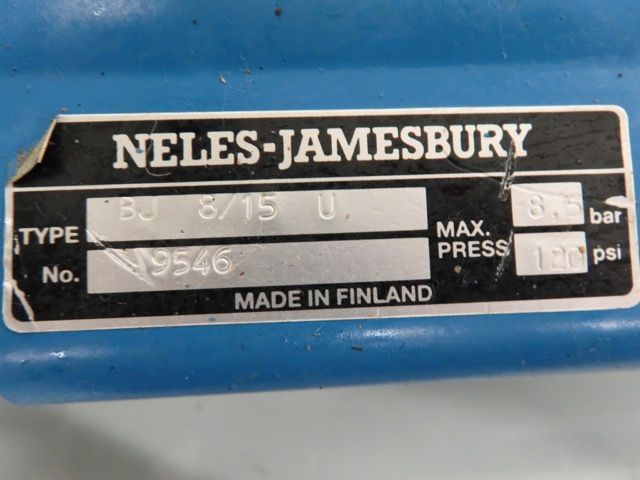 NELES-JAMESBURY
TYPE BJ 8/15 U
No. 9546
MAX. PRESS
8,5 bar
120 psi
MADE IN FINLAND